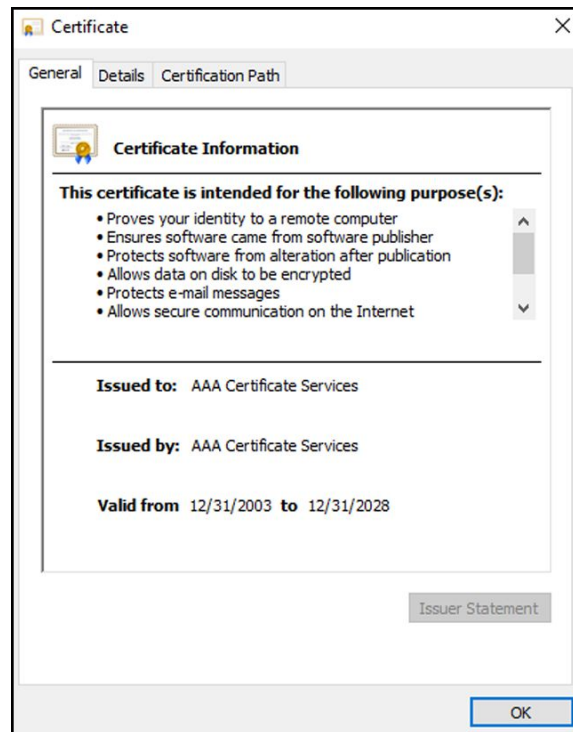 Certificate
General Details Certification Path
Certificate Information
This certificate is intended for the following purpose(s):
• Proves your identity to a remote computer
• Ensures software came from software publisher
• Protects software from alteration after publication
• Allows data on disk to be encrypted
• Protects e-mail messages
• Allows secure communication on the Internet
Issued to: AAA Certificate Services
Issued by: AAA Certificate Services
Valid from 12/31/2003 to 12/31/2028
Issuer Statement
OK